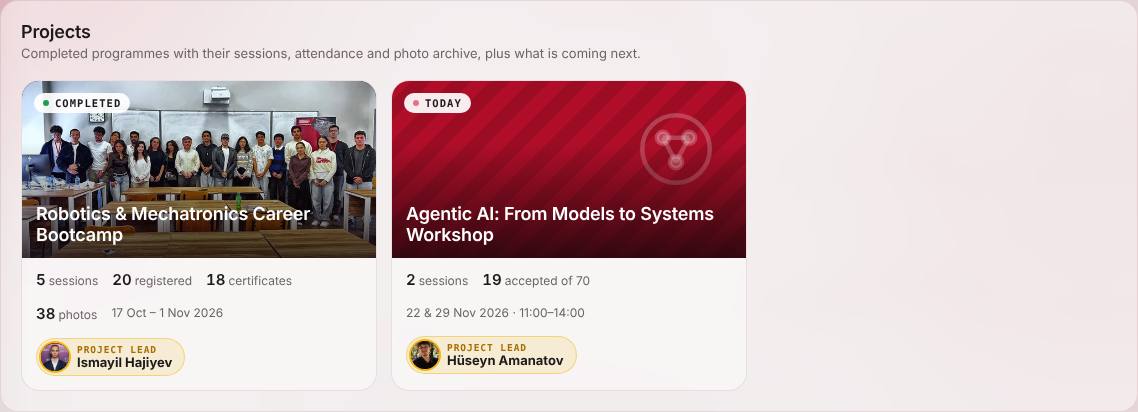 Projects
Completed programmes with their sessions, attendance and photo archive, plus what is coming next.
COMPLETED
Robotics & Mechatronics Career
Bootcamp
5 sessions 20 registered 18 certificates
38 photos 17 Oct – 1 Nov 2026
PROJECT LEAD
Ismayil Hajiyev
TODAY
Agentic AI: From Models to Systems
Workshop
2 sessions 19 accepted of 70
22 & 29 Nov 2026 · 11:00–14:00
PROJECT LEAD
Hüseyn Amanatov